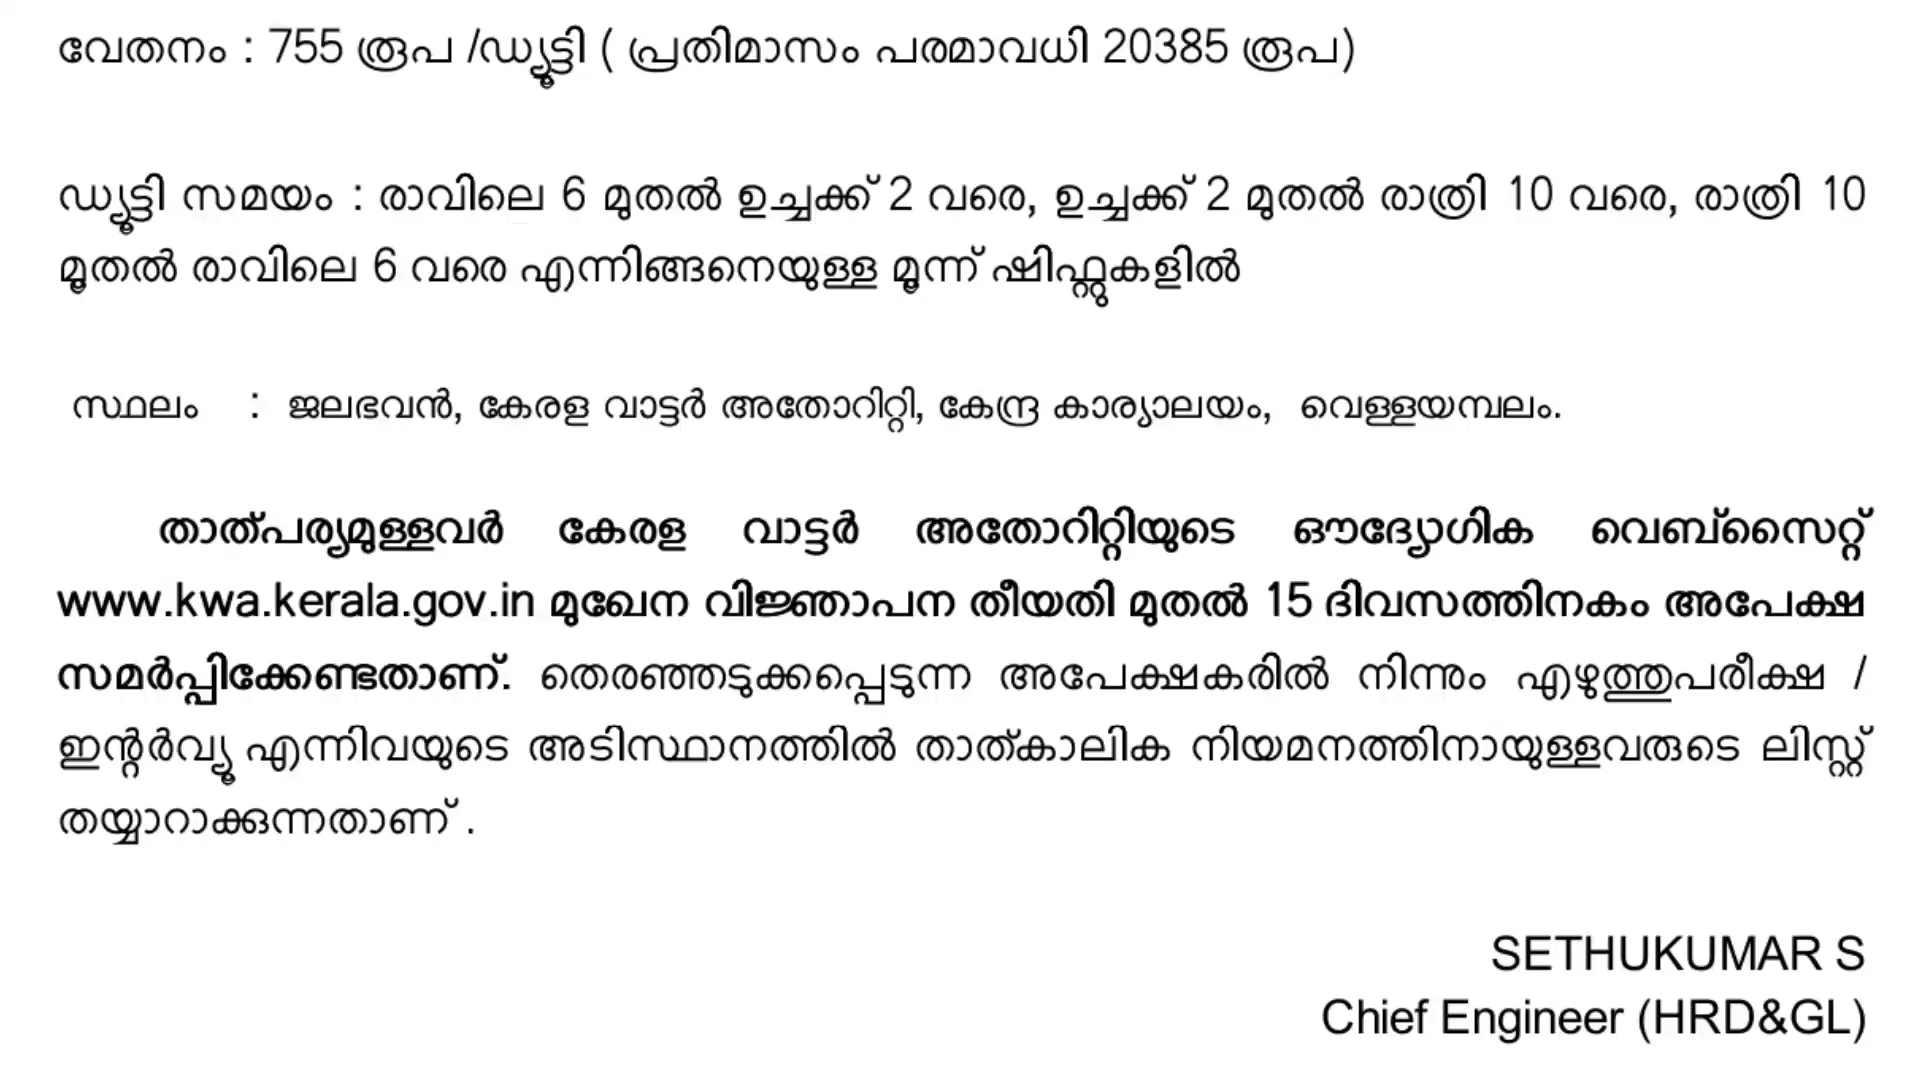 വേതനം : 755 രൂപ /ഡ്യൂട്ടി ( പ്രതിമാസം പരമാവധി 20385 രൂപ)
ഡ്യൂട്ടി സമയം : രാവിലെ 6 മുതൽ ഉച്ചക്ക് 2 വരെ, ഉച്ചക്ക് 2 മുതൽ രാത്രി 10 വരെ, രാത്രി 10
മൂതൽ രാവിലെ 6 വരെ എന്നിങ്ങനെയുള്ള മൂന്ന് ഷിഫ്റ്റുകളിൽ
സ്ഥലം : ജലഭവൻ, കേരള വാട്ടർ അതോറിറ്റി, കേന്ദ്ര കാര്യാലയം, വെള്ളയമ്പലം.
താത്പര്യമുള്ളവർ കേരള വാട്ടർ അതോറിറ്റിയുടെ ഔദ്യോഗിക വെബ്സൈറ്റ്
www.kwa.kerala.gov.in മുഖേന വിജ്ഞാപന തീയതി മുതൽ 15 ദിവസത്തിനകം അപേക്ഷ
സമർപ്പിക്കേണ്ടതാണ്. തെരഞ്ഞടുക്കപ്പെടുന്ന അപേക്ഷകരിൽ നിന്നും എഴുത്തുപരീക്ഷ /
ഇന്റർവ്യൂ എന്നിവയുടെ അടിസ്ഥാനത്തിൽ താത്കാലിക നിയമനത്തിനായുള്ളവരുടെ ലിസ്റ്റ്
തയ്യാറാക്കുന്നതാണ് .
SETHUKUMAR S
Chief Engineer (HRD&GL)